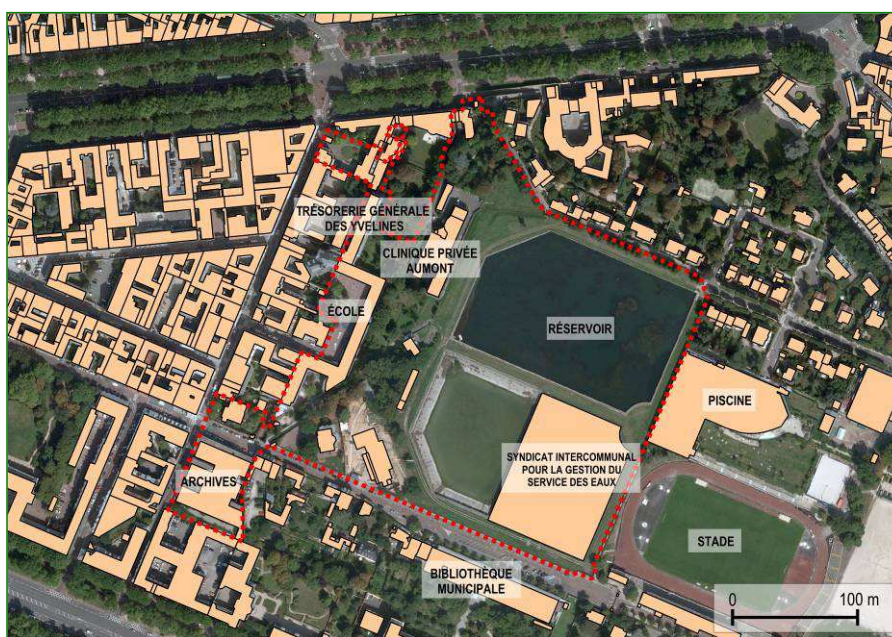 TRÉSORERIE GÉNÉRALE
DES YVELINES
CLINIQUE PRIVÉE
AUMONT
ÉCOLE
RÉSERVOIR
PISCINE
SYNDICAT INTERCOMMUNAL
POUR LA GESTION DU
SERVICE DES EAUX
ARCHIVES
STADE
BIBLIOTHÈQUE
MUNICIPALE
0 100 m